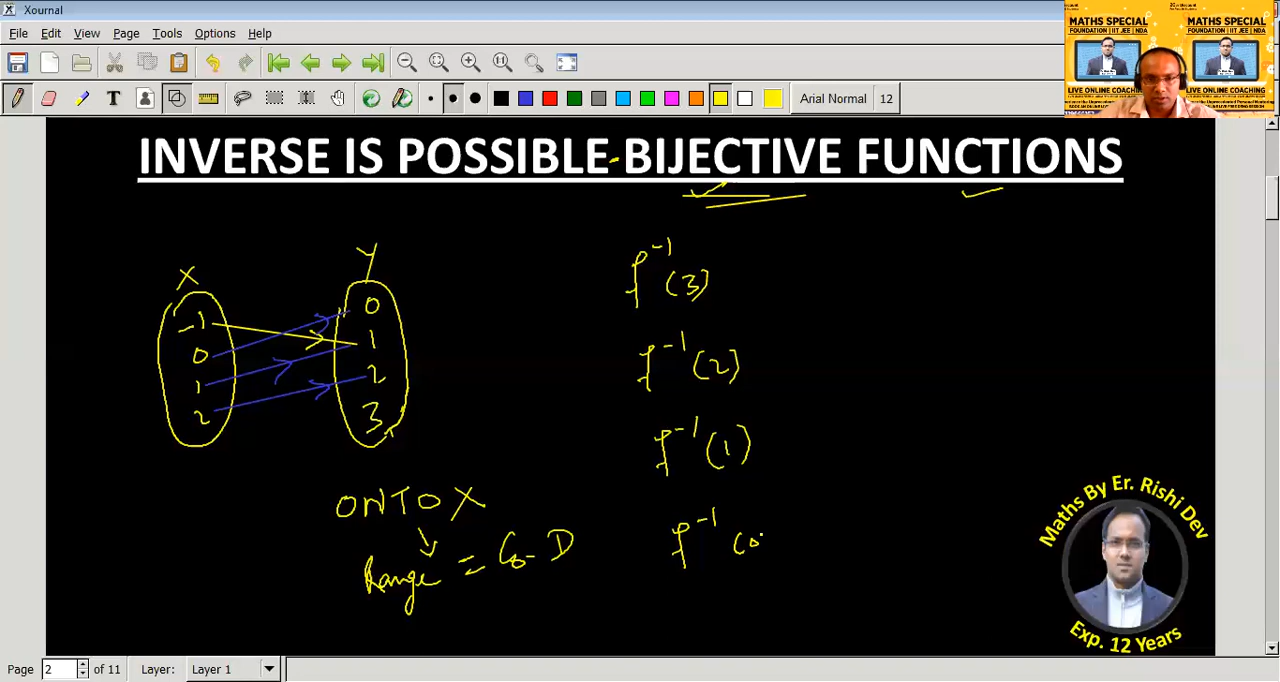 Xournal
File Edit View Page Tools Options Help
Arial Normal 12
MATHS SPECIAL
FOUNDATION | IIT JEE | NDA
LIVE ONLINE COACHING
MATHS SPECIAL
FOUNDATION | IIT JEE | NDA
LIVE ONLINE COACHING
INVERSE IS POSSIBLE BIJECTIVE FUNCTIONS
X
-1
0
1
2
Y
0
1
2
3
ONTO X
Range = Co-D
f⁻¹(3)
f⁻¹(2)
f⁻¹(1)
f⁻¹(0
Maths By Er. Rishi Dev
Exp. 12 Years
Page 2 of 11 Layer: Layer 1